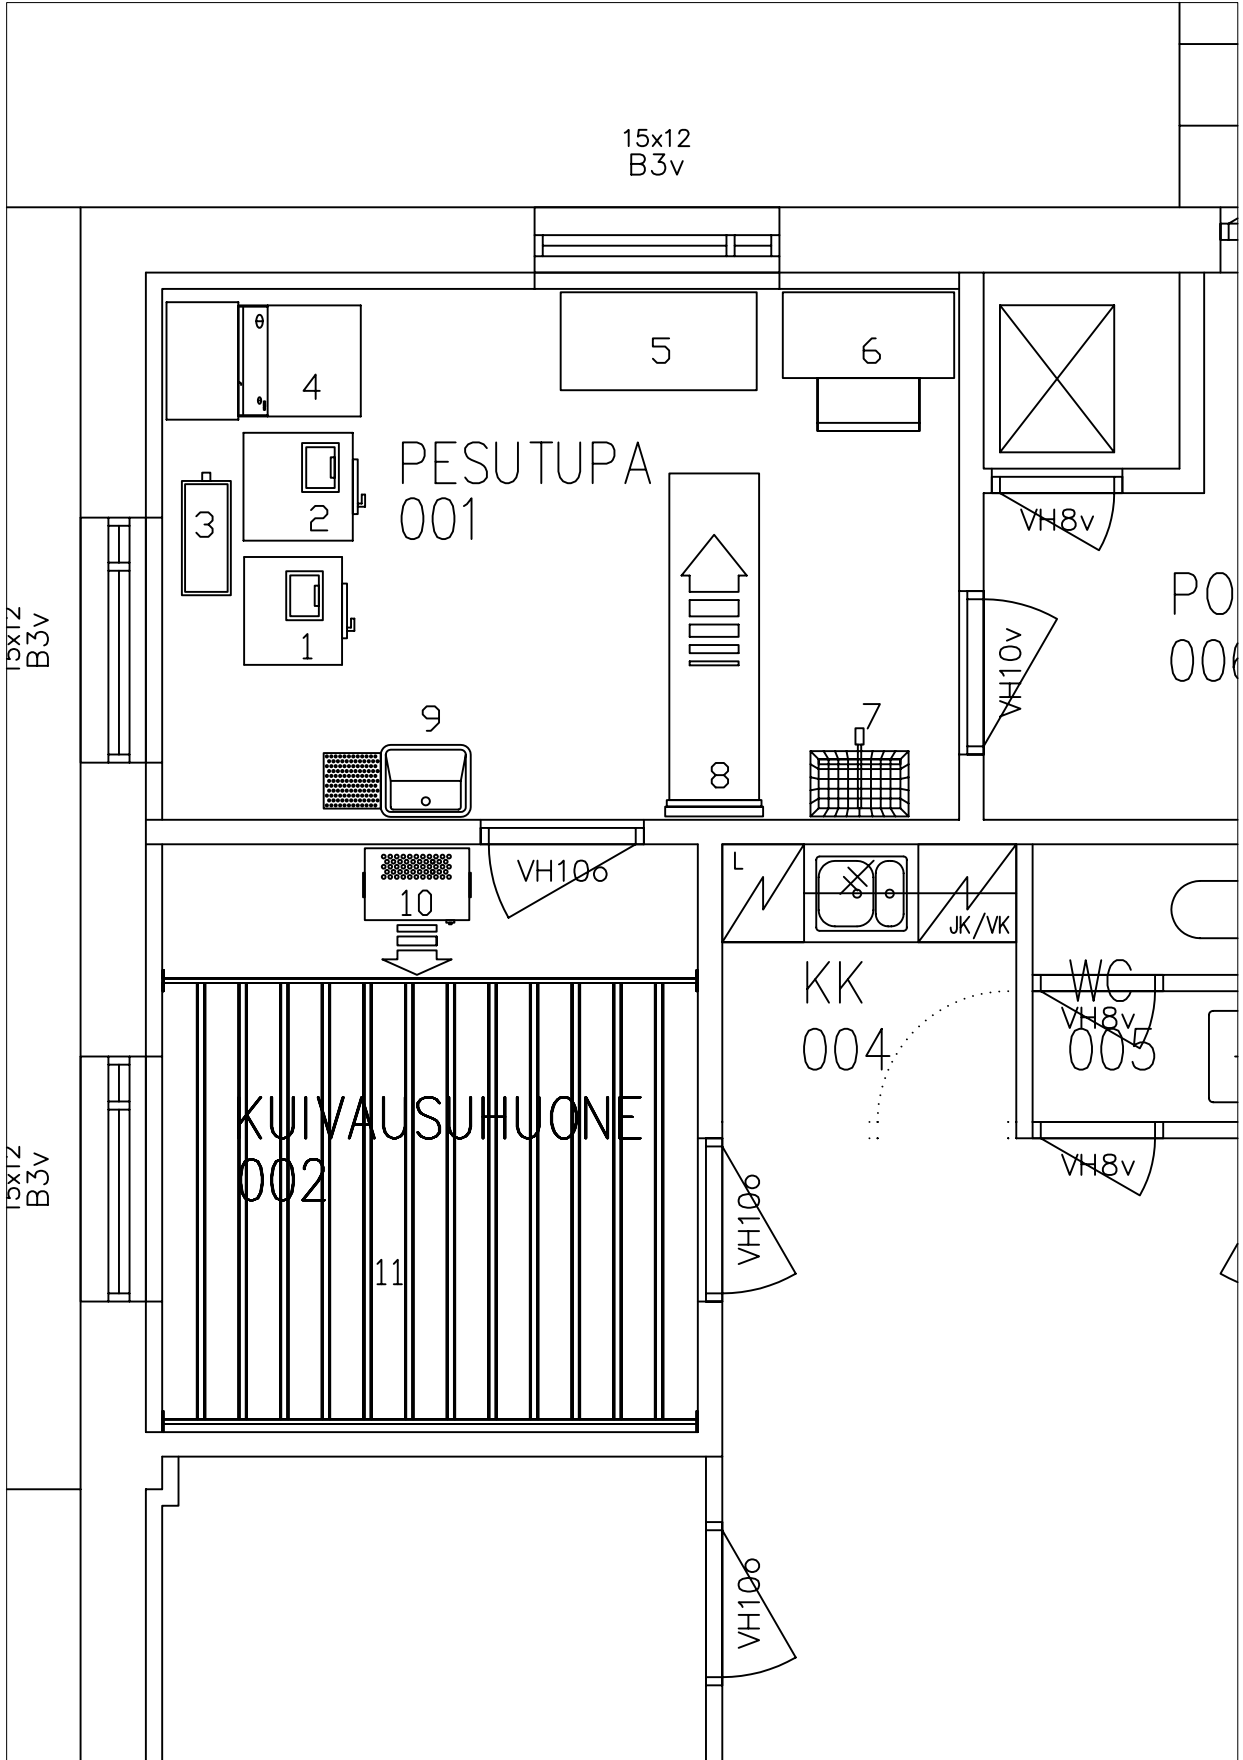 15x12
B3v
4
5
6
PESUTUPA
001
3
2
1
VH8v
15x12
B3v
PO
006
VH10v
9
7
8
VH10o
10
L
JK/VK
KK
004
WC
VH8v
005
KUIVAUSUHUONE
002
11
VH10o
VH8v
15x12
B3v
VH10o